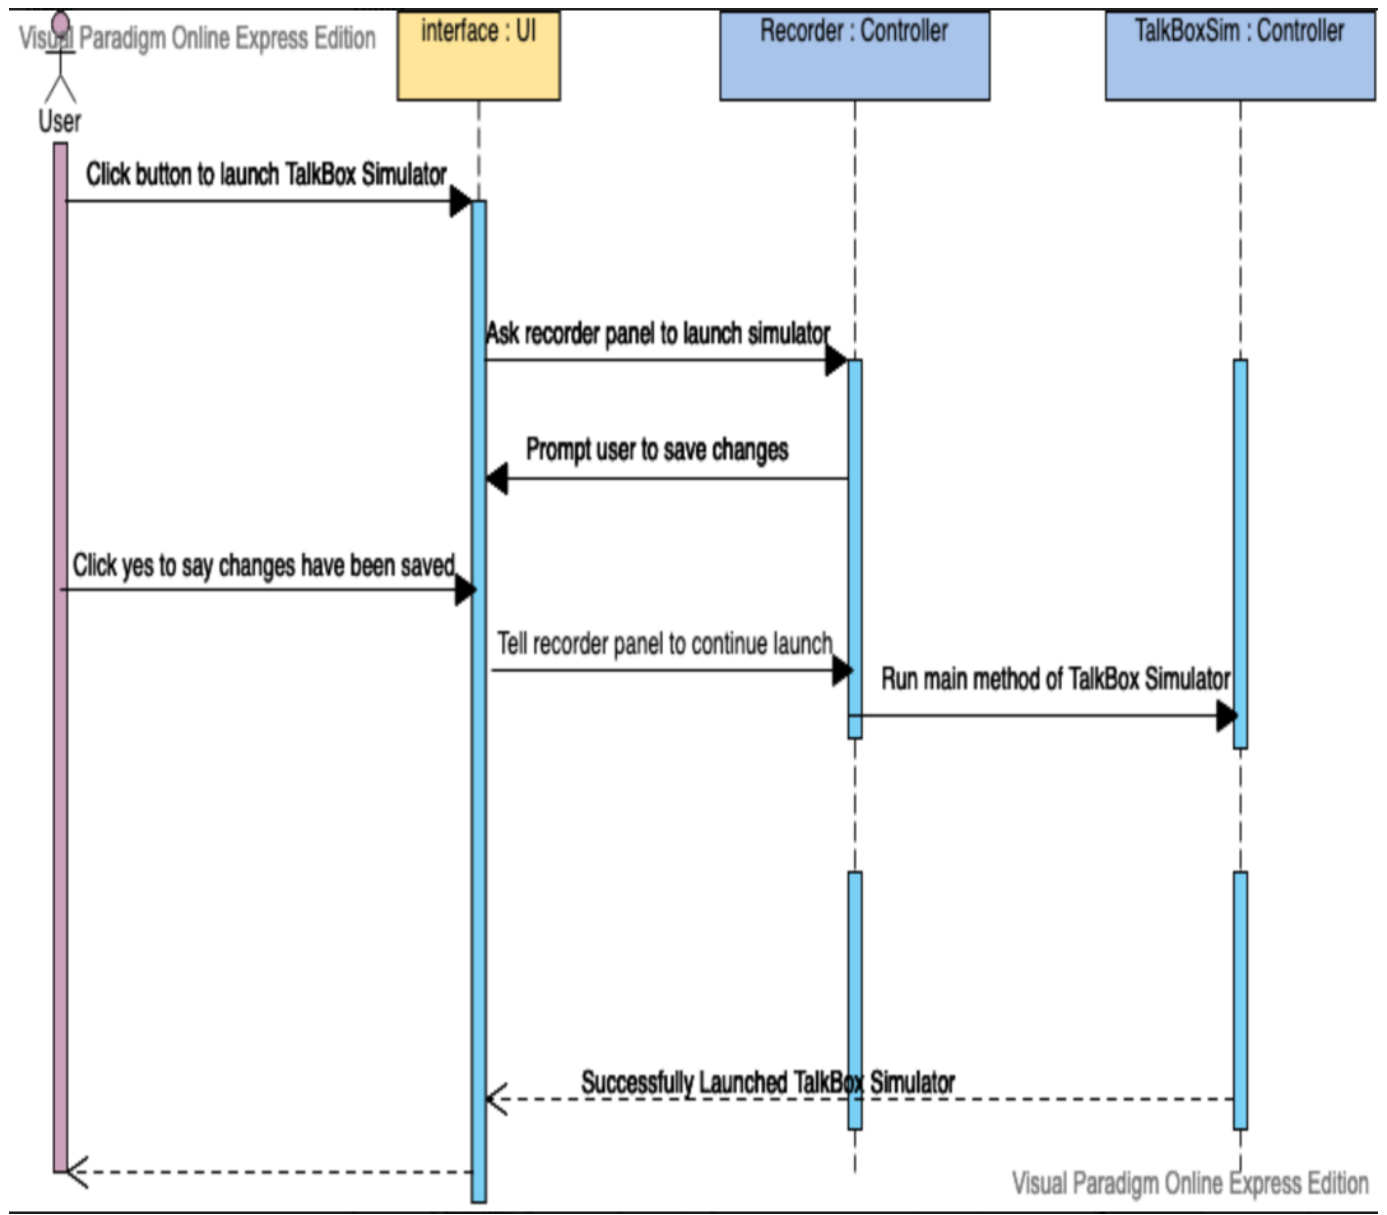 Visual Paradigm Online Express Edition
interface : UI
Recorder : Controller
TalkBoxSim : Controller
User
Click button to launch TalkBox Simulator
Ask recorder panel to launch simulator
Prompt user to save changes
Click yes to say changes have been saved
Tell recorder panel to continue launch
Run main method of TalkBox Simulator
Successfully Launched TalkBox Simulator
Visual Paradigm Online Express Edition